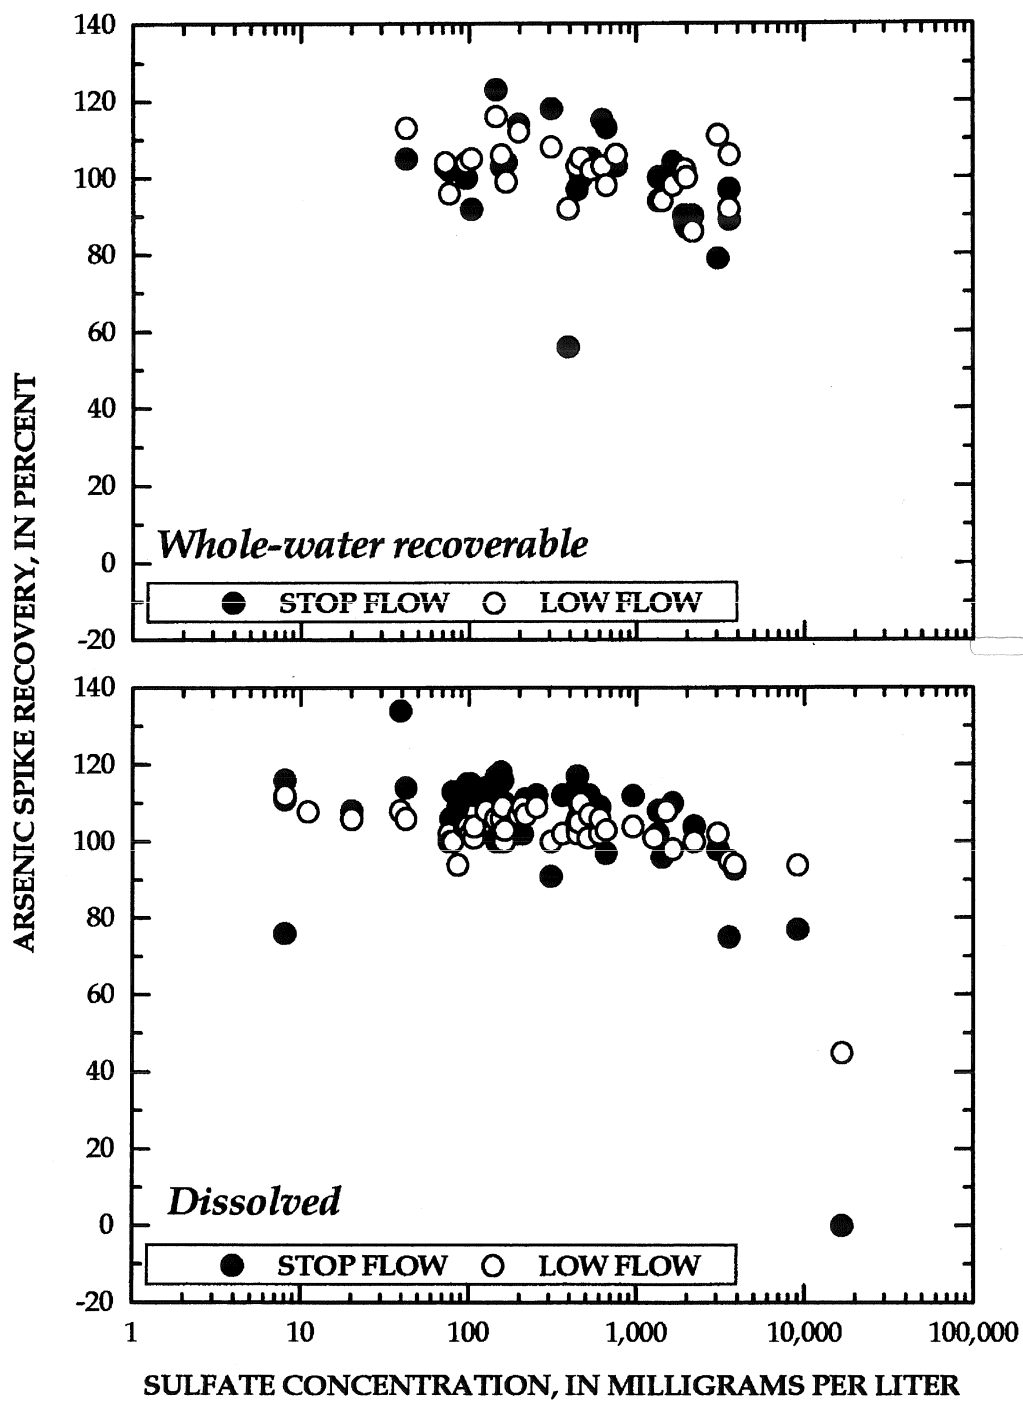 ARSENIC SPIKE RECOVERY, IN PERCENT
140
120
100
80
60
40
20
0
-20
Whole-water recoverable
STOP FLOW LOW FLOW
140
120
100
80
60
40
20
0
-20
Dissolved
STOP FLOW LOW FLOW
1 10 100 1,000 10,000 100,000
SULFATE CONCENTRATION, IN MILLIGRAMS PER LITER